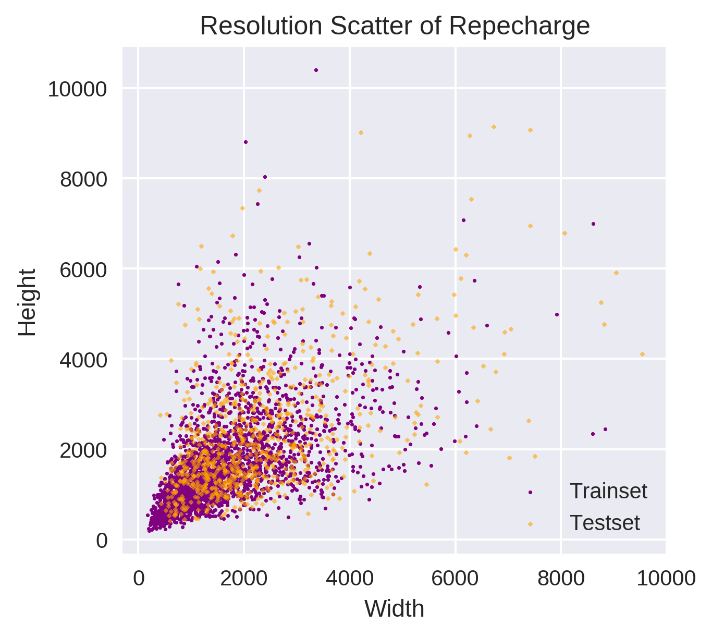 Resolution Scatter of Repecharge
Height
10000
8000
6000
4000
2000
0
Trainset
Testset
0 2000 4000 6000 8000 10000
Width